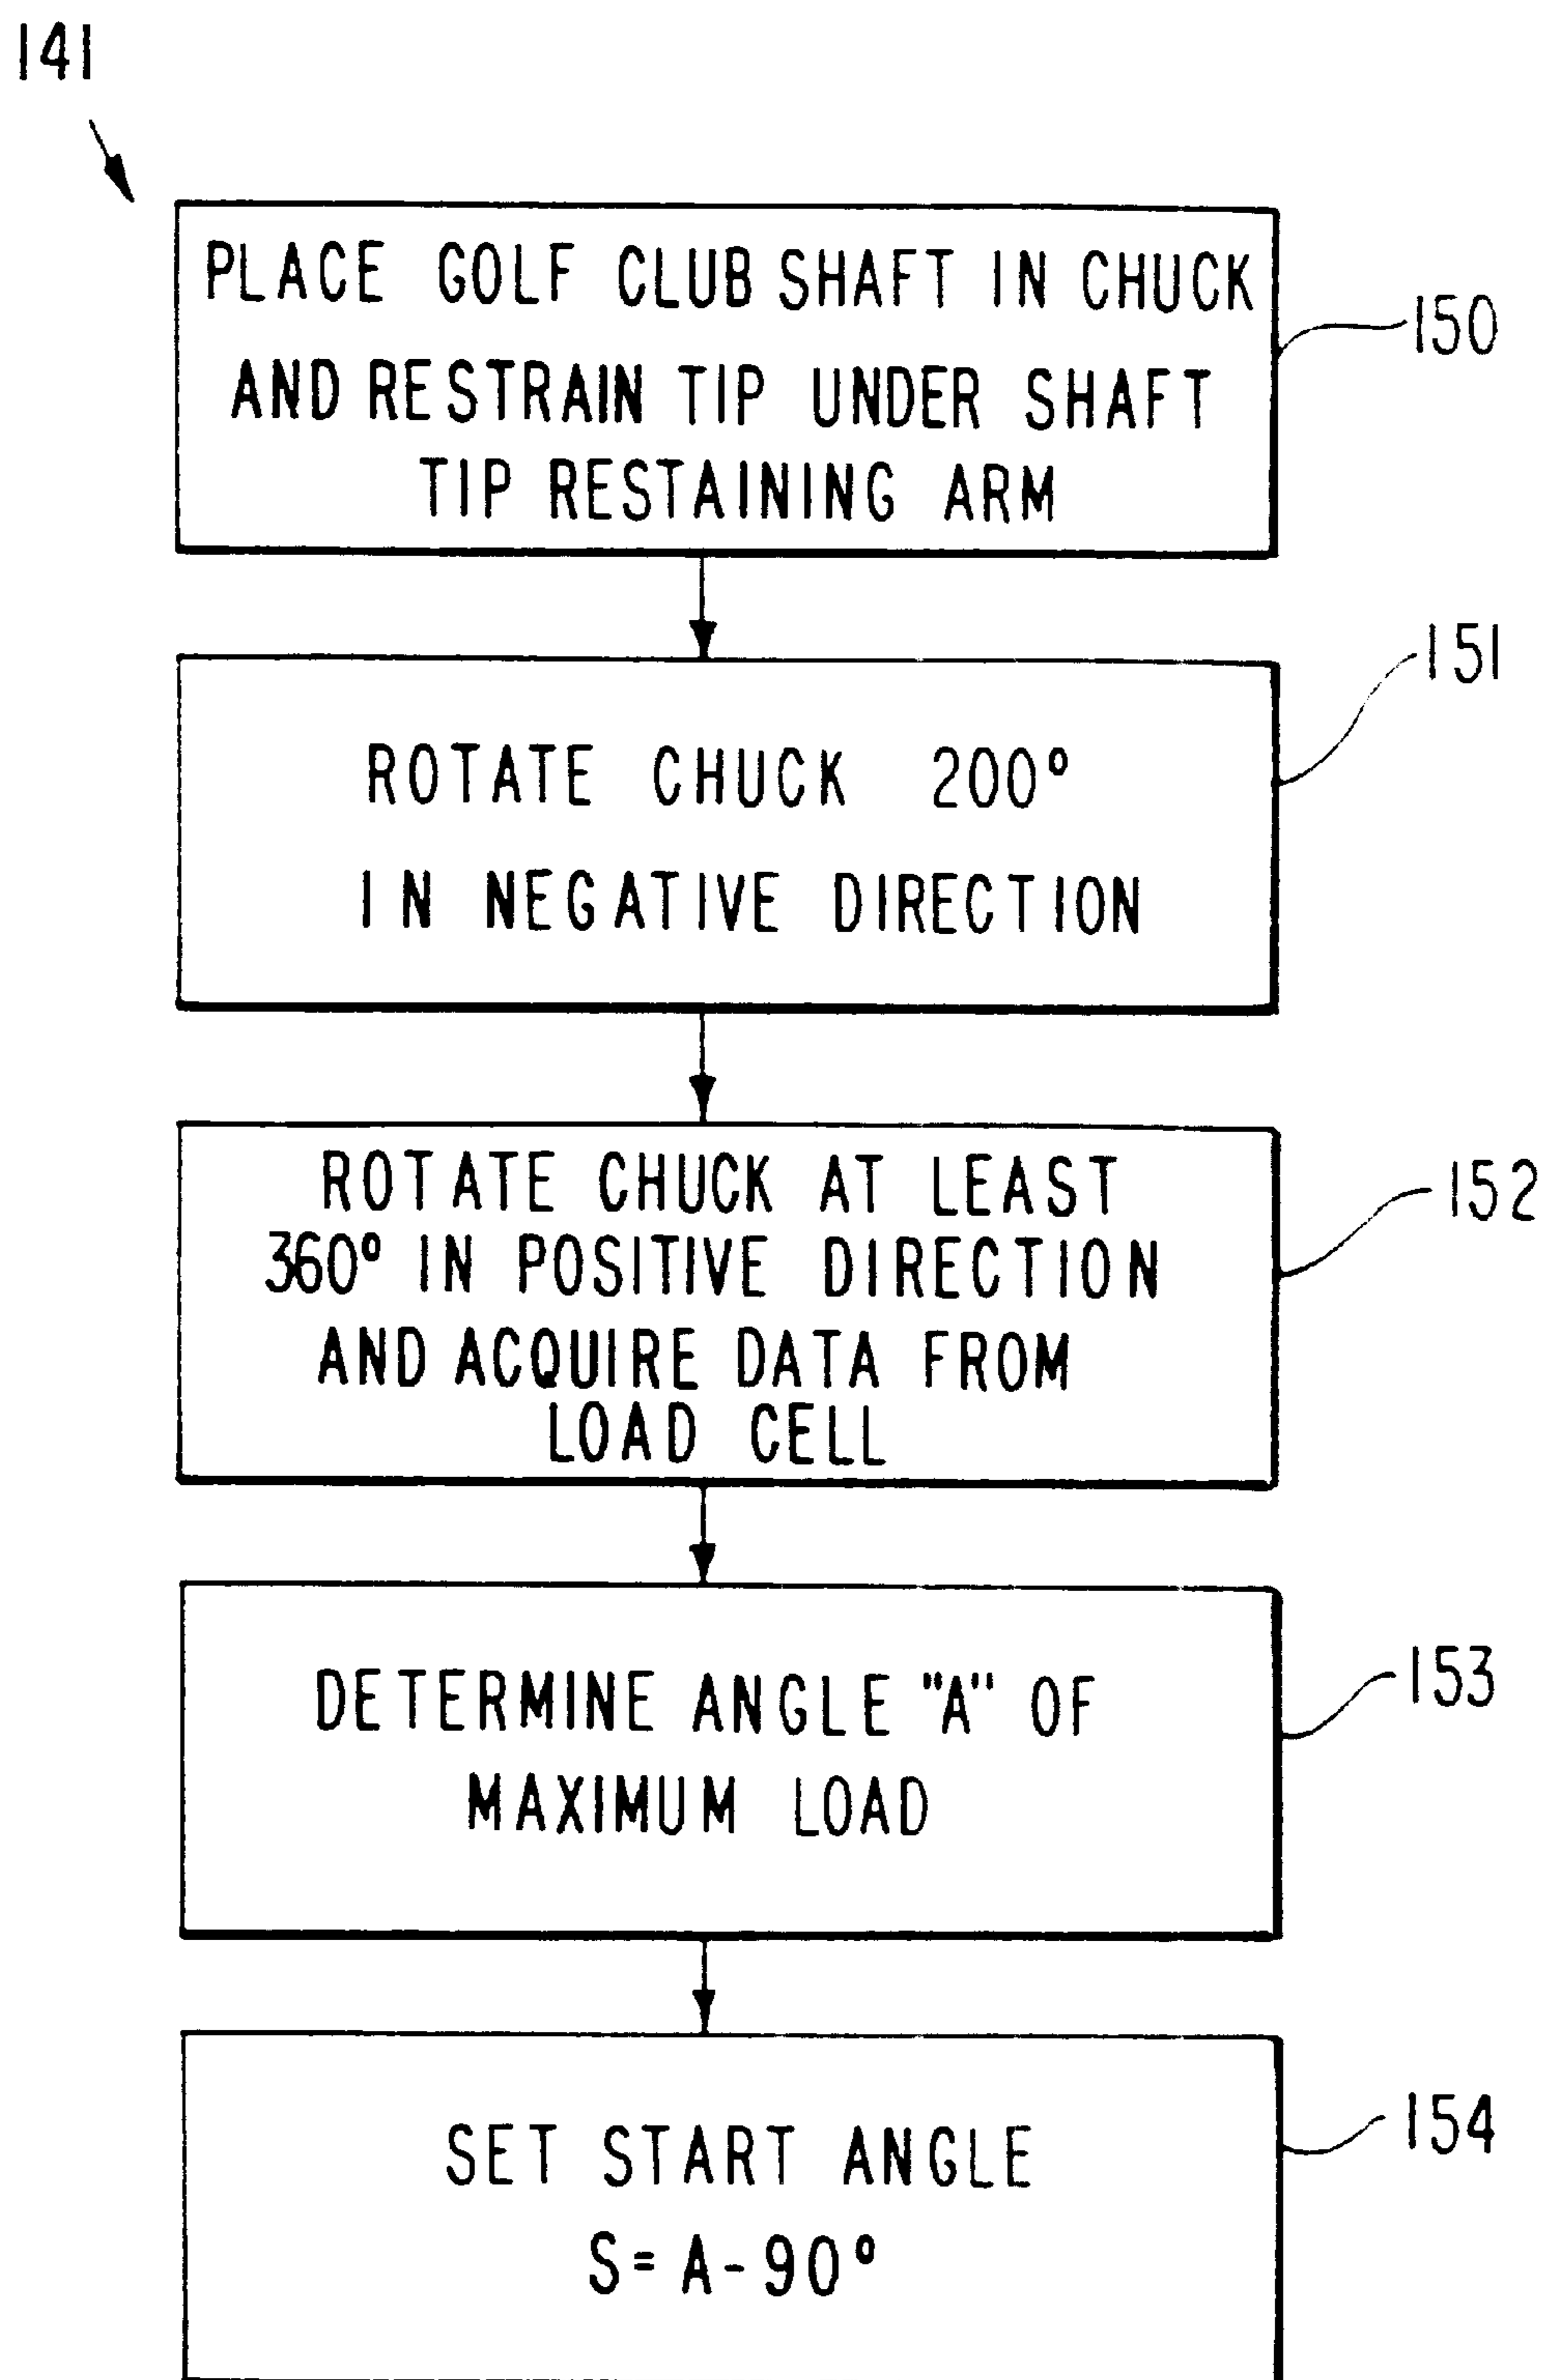 141
PLACE GOLF CLUB SHAFT IN CHUCK
AND RESTRAIN TIP UNDER SHAFT
TIP RESTAINING ARM
150
ROTATE CHUCK 200°
IN NEGATIVE DIRECTION
151
ROTATE CHUCK AT LEAST
360° IN POSITIVE DIRECTION
AND ACQUIRE DATA FROM
LOAD CELL
152
DETERMINE ANGLE "A" OF
MAXIMUM LOAD
153
SET START ANGLE
S=A-90°
154